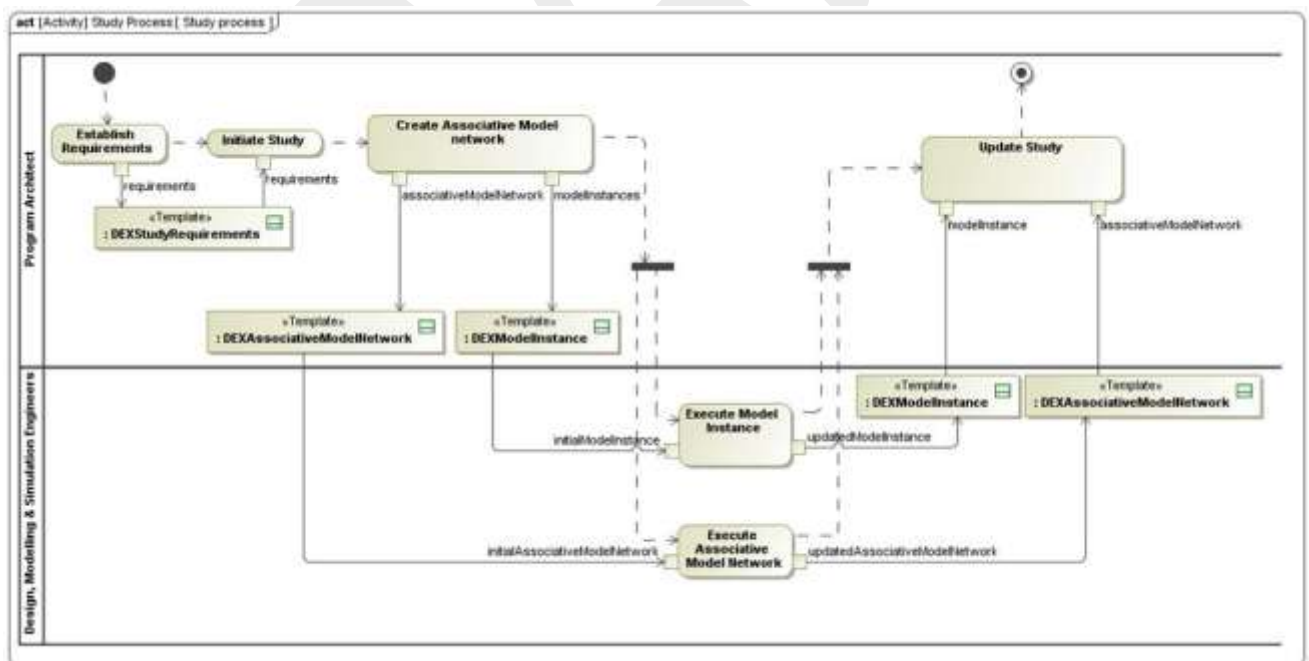 act [Activity] Study Process [ Study process ]
Program Architect
Establish
Requirements
Initiate Study
Create Associative Model
network
Update Study
requirements
requirements
associativeModelNetwork
modelInstances
modelInstance
associativeModelNetwork
«Template»
: DEXStudyRequirements
«Template»
: DEXAssociativeModelNetwork
«Template»
: DEXModelInstance
Design, Modelling & Simulation Engineers
«Template»
: DEXModelInstance
«Template»
: DEXAssociativeModelNetwork
Execute Model
Instance
initialModelInstance
updatedModelInstance
Execute
Associative
Model Network
initialAssociativeModelNetwork
updatedAssociativeModelNetwork